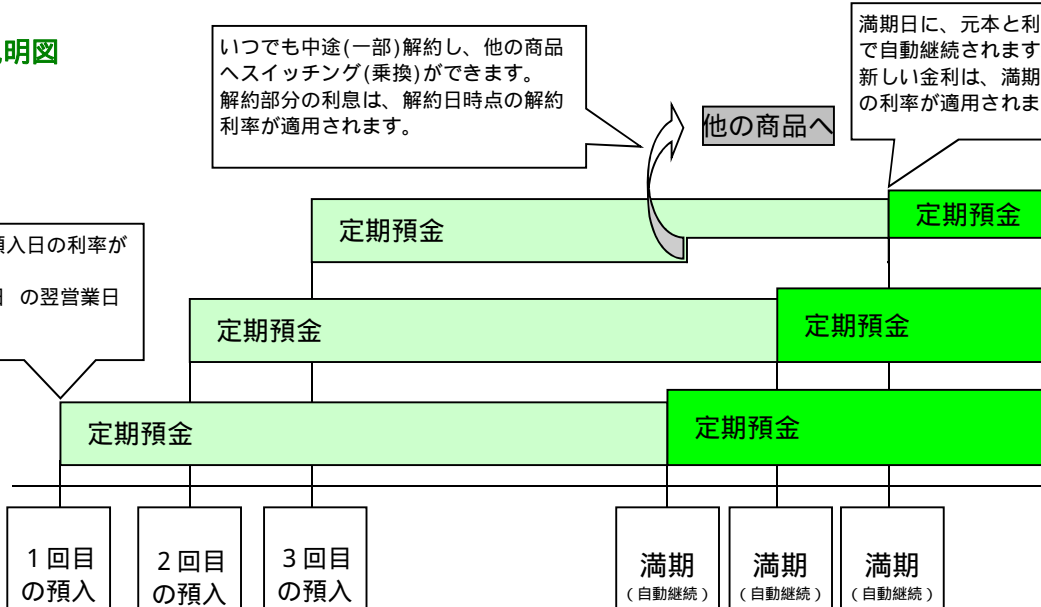 明図
いつでも中途(一部)解約し、他の商品
へスイッチング(乗換)ができます。
解約部分の利息は、解約日時点の解約
利率が適用されます。
満期日に、元本と利
で自動継続されます
新しい金利は、満期
の利率が適用されま
他の商品へ
定期預金
定期預金
入日の利率が
の翌営業日
定期預金
定期預金
定期預金
定期預金
1回目
の預入
2回目
の預入
3回目
の預入
満期
(自動継続)
満期
(自動継続)
満期
(自動継続)